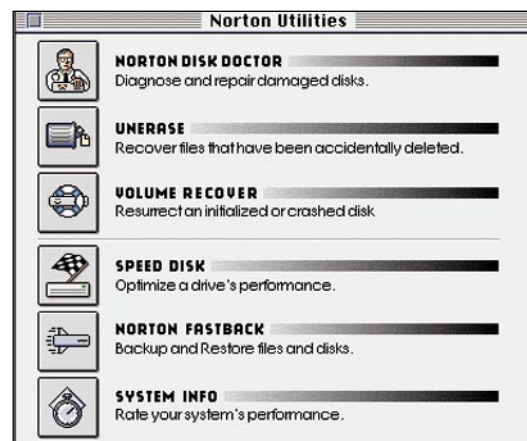 Norton Utilities
NORTON DISK DOCTOR
Diagnose and repair damaged disks.
UNERASE
Recover files that have been accidentally deleted.
VOLUME RECOVER
Resurrect an initialized or crashed disk
SPEED DISK
Optimize a drive's performance.
NORTON FASTBACK
Backup and Restore files and disks.
SYSTEM INFO
Rate your system's performance.